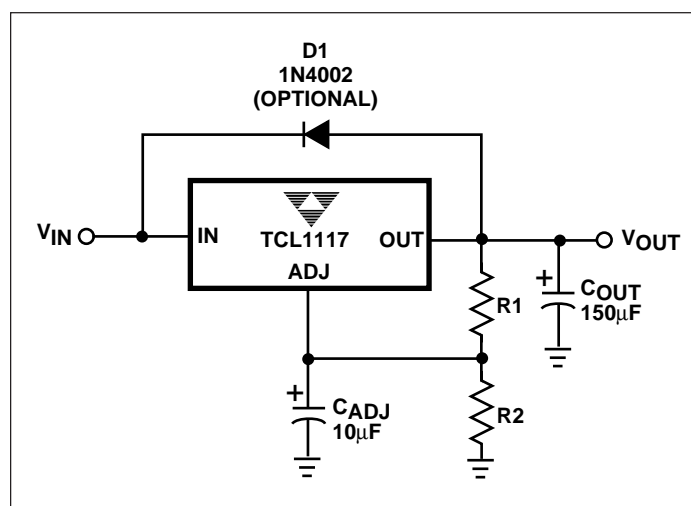 D1
1N4002
(OPTIONAL)
VIN
IN
TCL1117
OUT
ADJ
VOUT
+
COUT
150µF
R1
+
CADJ
10µF
R2